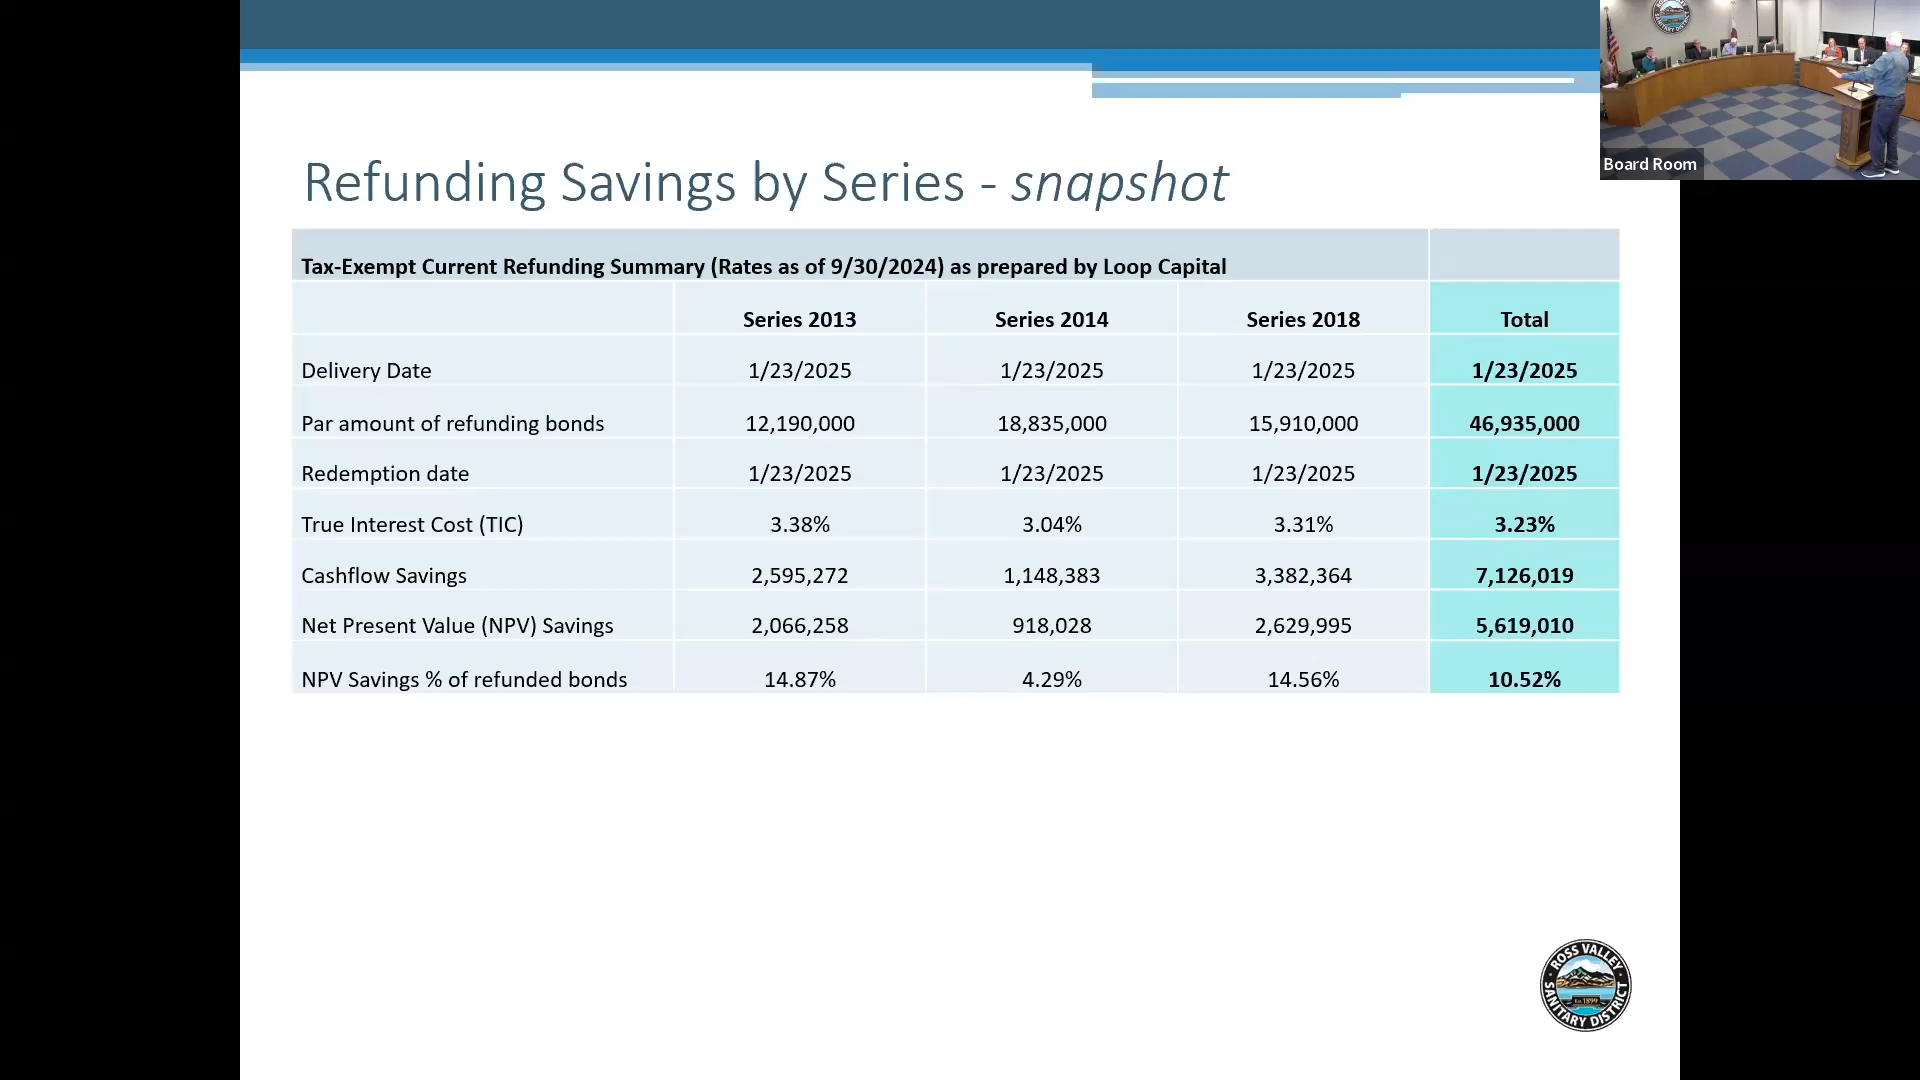 Board Room
Refunding Savings by Series - snapshot
Tax-Exempt Current Refunding Summary (Rates as of 9/30/2024) as prepared by Loop Capital
Series 2013 Series 2014 Series 2018 Total
Delivery Date 1/23/2025 1/23/2025 1/23/2025 1/23/2025
Par amount of refunding bonds 12,190,000 18,835,000 15,910,000 46,935,000
Redemption date 1/23/2025 1/23/2025 1/23/2025 1/23/2025
True Interest Cost (TIC) 3.38% 3.04% 3.31% 3.23%
Cashflow Savings 2,595,272 1,148,383 3,382,364 7,126,019
Net Present Value (NPV) Savings 2,066,258 918,028 2,629,995 5,619,010
NPV Savings % of refunded bonds 14.87% 4.29% 14.56% 10.52%
ROSS VALLEY
Est. 1899
SANITARY DISTRICT